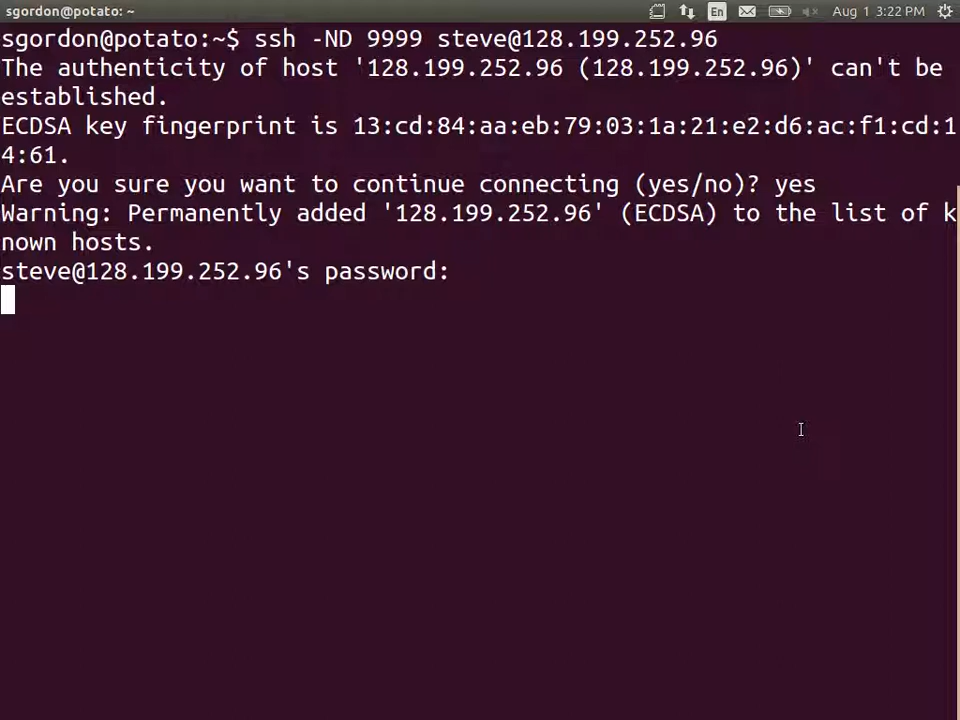 sgordon@potato: ~
En
Aug 1 3:22 PM
sgordon@potato:~$ ssh -ND 9999 steve@128.199.252.96
The authenticity of host '128.199.252.96 (128.199.252.96)' can't be
established.
ECDSA key fingerprint is 13:cd:84:aa:eb:79:03:1a:21:e2:d6:ac:f1:cd:1
4:61.
Are you sure you want to continue connecting (yes/no)? yes
Warning: Permanently added '128.199.252.96' (ECDSA) to the list of k
nown hosts.
steve@128.199.252.96's password: